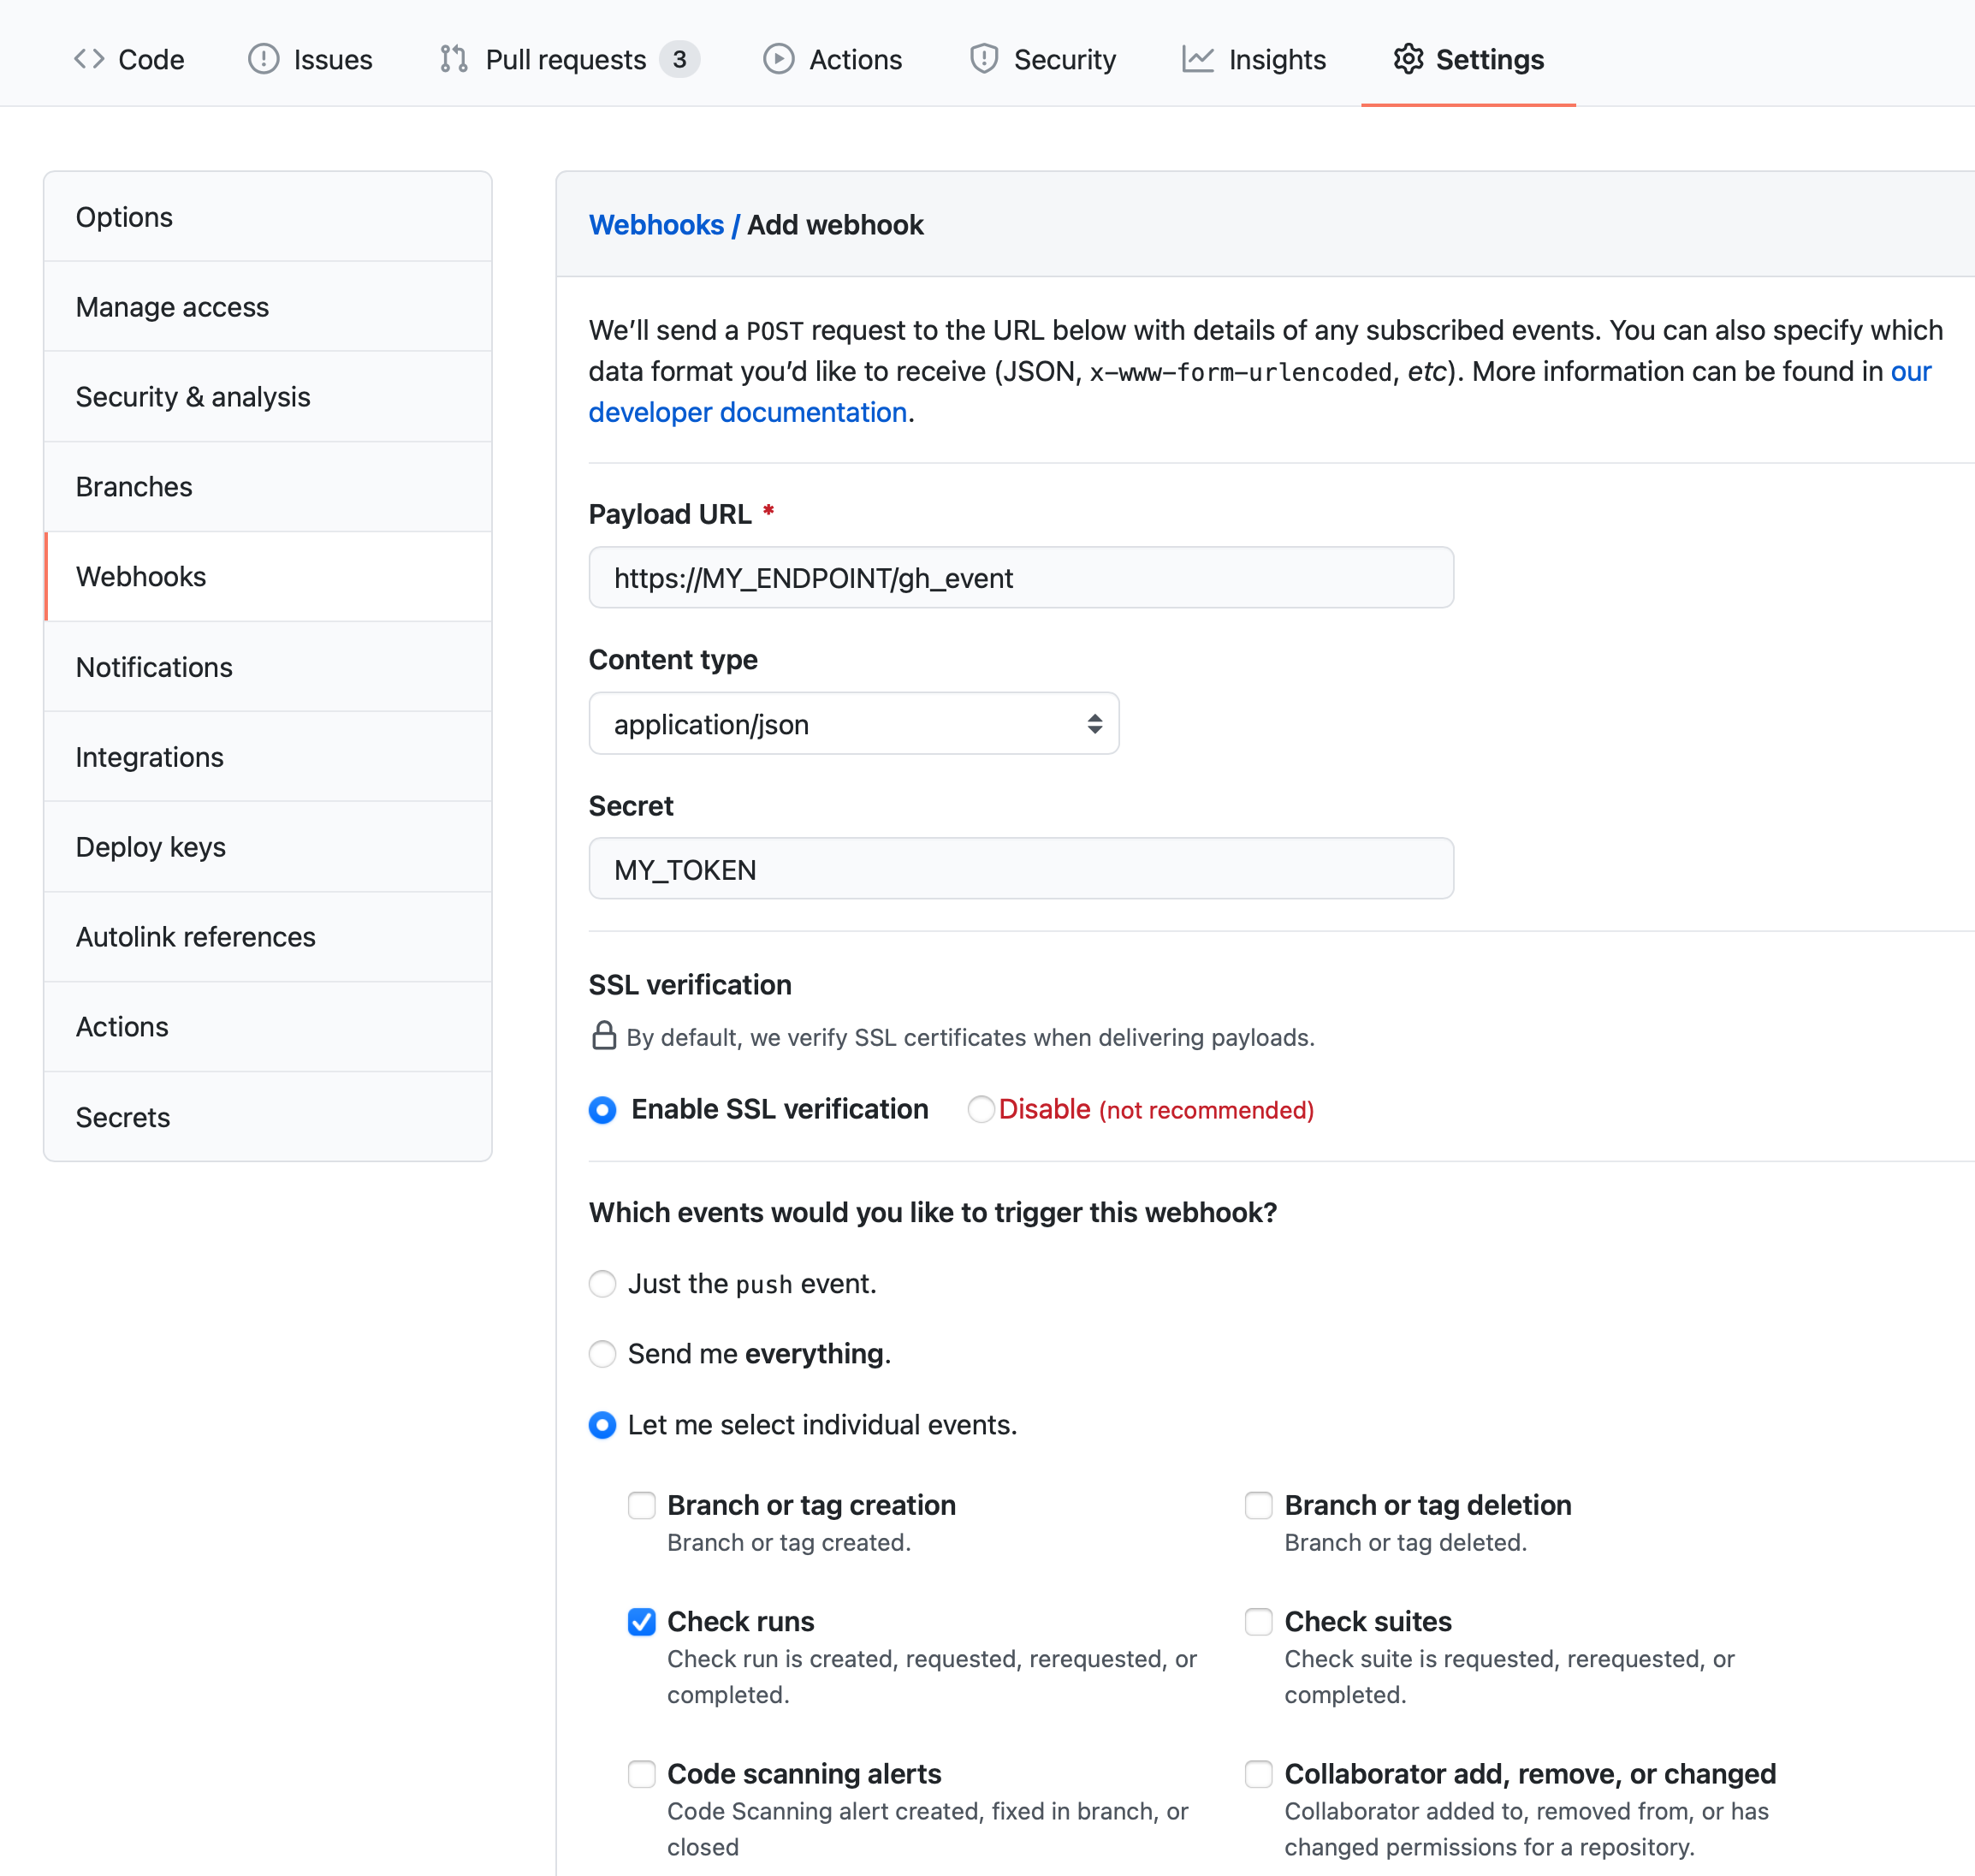 Code Issues Pull requests 3 Actions Security Insights Settings
Options
Manage access
Security & analysis
Branches
Webhooks
Notifications
Integrations
Deploy keys
Autolink references
Actions
Secrets
Webhooks / Add webhook
We’ll send a POST request to the URL below with details of any subscribed events. You can also specify which
data format you’d like to receive (JSON, x-www-form-urlencoded, etc). More information can be found in our
developer documentation.
Payload URL *
https://MY_ENDPOINT/gh_event
Content type
application/json
Secret
MY_TOKEN
SSL verification
By default, we verify SSL certificates when delivering payloads.
Enable SSL verification Disable (not recommended)
Which events would you like to trigger this webhook?
Just the push event.
Send me everything.
Let me select individual events.
Branch or tag creation
Branch or tag created.
Branch or tag deletion
Branch or tag deleted.
Check runs
Check run is created, requested, rerequested, or
completed.
Check suites
Check suite is requested, rerequested, or
completed.
Code scanning alerts
Code Scanning alert created, fixed in branch, or
closed
Collaborator add, remove, or changed
Collaborator added to, removed from, or has
changed permissions for a repository.